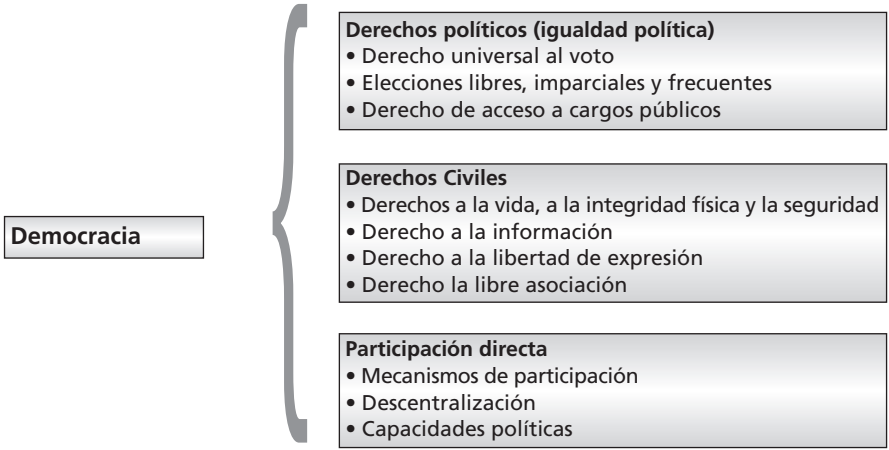 Democracia
Derechos políticos (igualdad política)
• Derecho universal al voto
• Elecciones libres, imparciales y frecuentes
• Derecho de acceso a cargos públicos
Derechos Civiles
• Derechos a la vida, a la integridad física y la seguridad
• Derecho a la información
• Derecho a la libertad de expresión
• Derecho la libre asociación
Participación directa
• Mecanismos de participación
• Descentralización
• Capacidades políticas